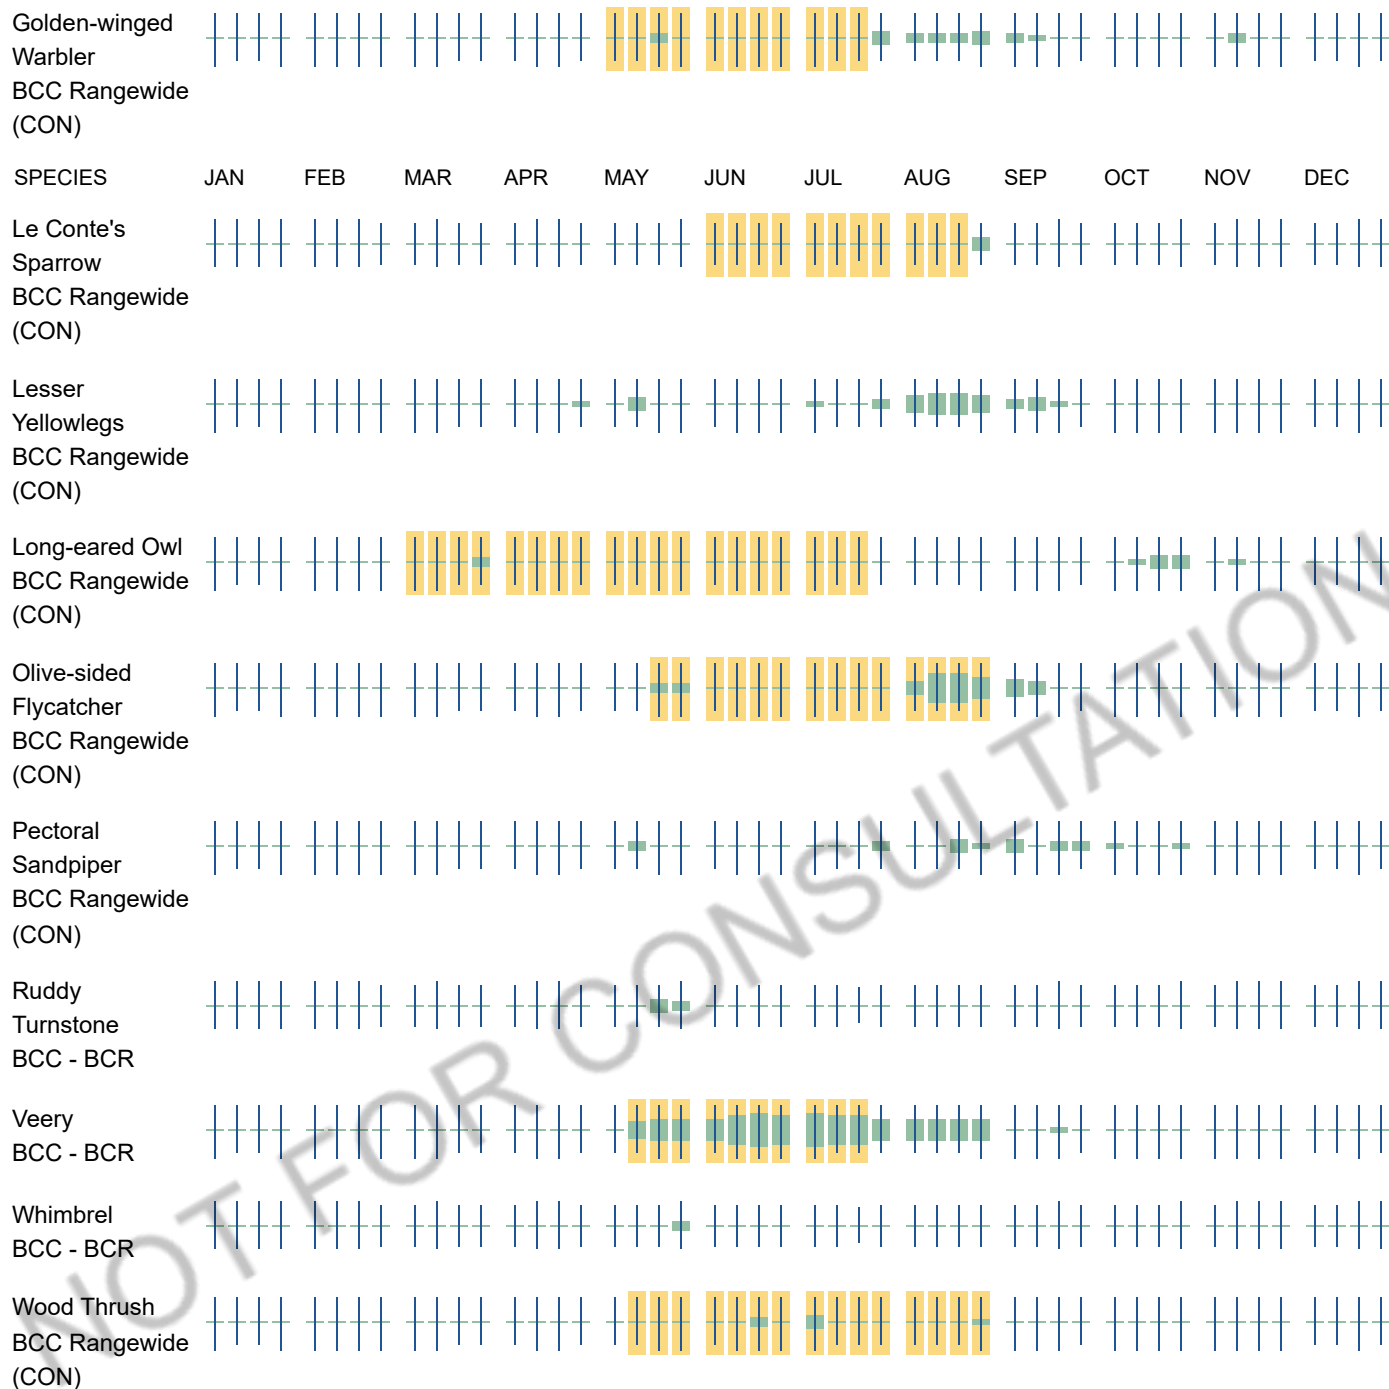 Golden-winged
Warbler
BCC Rangewide
(CON)
SPECIES JAN FEB MAR APR MAY JUN JUL AUG SEP OCT NOV DEC
Le Conte's
Sparrow
BCC Rangewide
(CON)
Lesser
Yellowlegs
BCC Rangewide
(CON)
Long-eared Owl
BCC Rangewide
(CON)
Olive-sided
Flycatcher
BCC Rangewide
(CON)
Pectoral
Sandpiper
BCC Rangewide
(CON)
Ruddy
Turnstone
BCC - BCR
Veery
BCC - BCR
Whimbrel
BCC - BCR
Wood Thrush
BCC Rangewide
(CON)
NOT FOR CONSULTATION